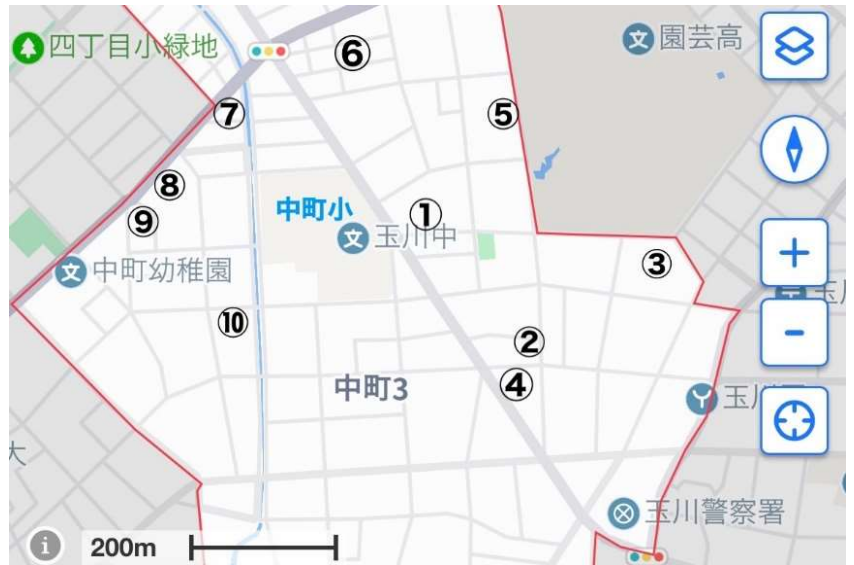 四丁目小緑地
園芸高
⑥
⑦
⑤
⑧
中町小
①
⑨
玉川中
中町幼稚園
③
+
玉川
⑩
②
-
④
中町3
玉川
大
玉川警察署
i
200m